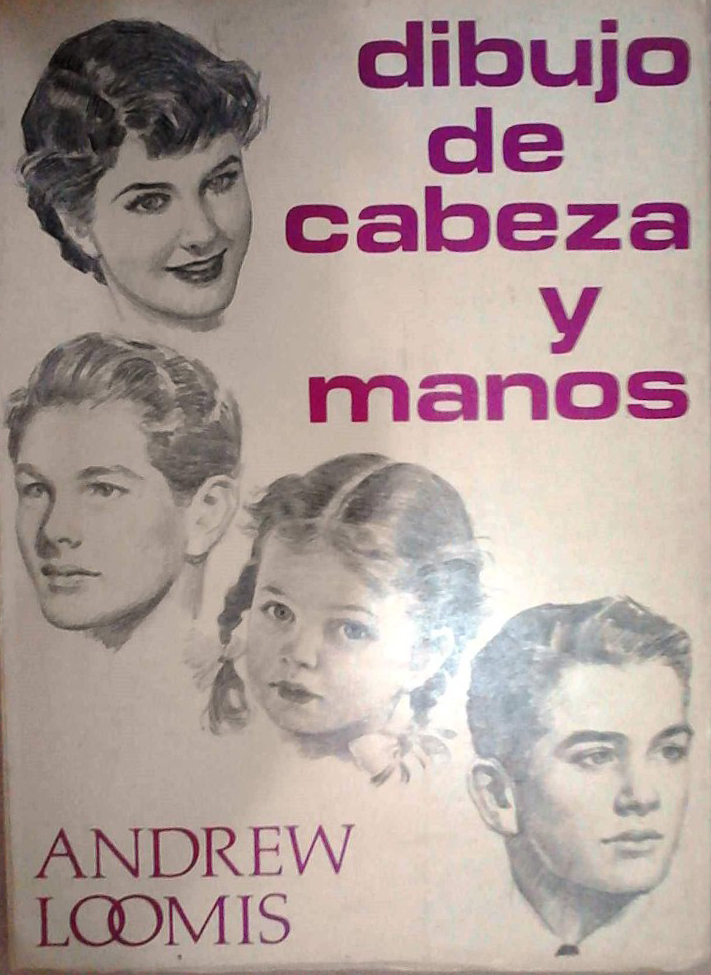 dibujo
de
cabeza
y
manos
ANDREW
LOOMIS